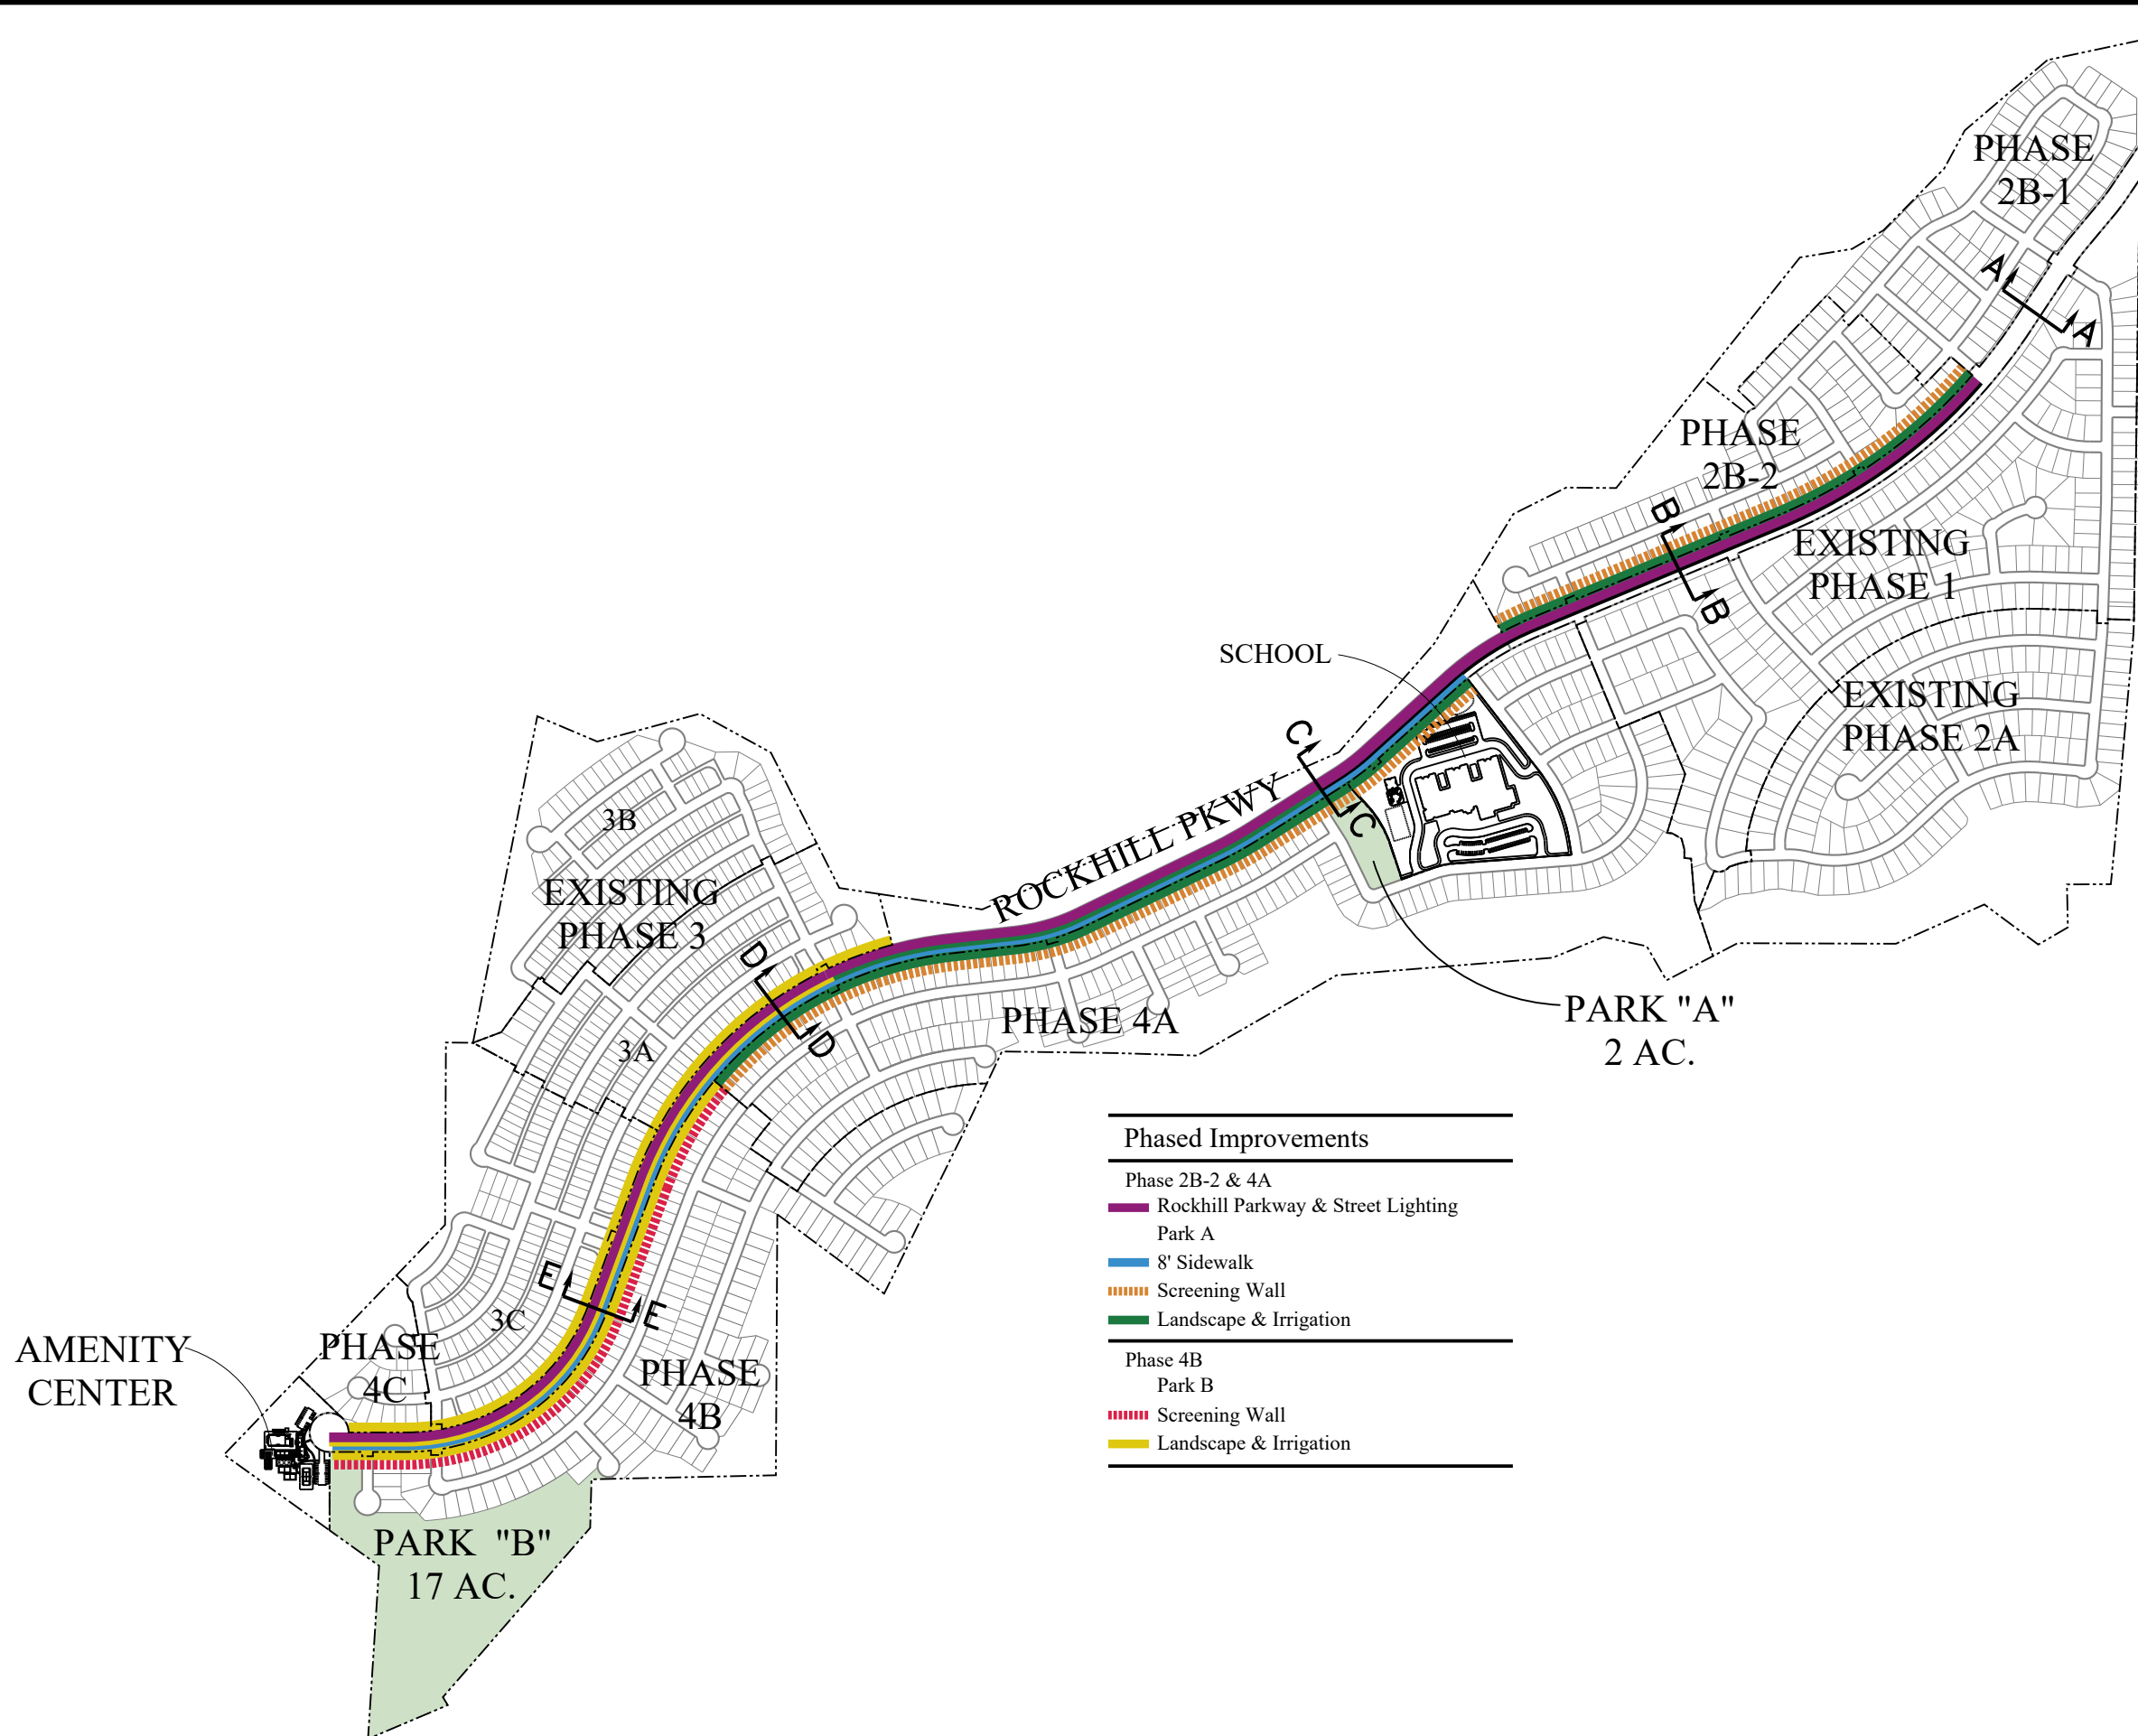 PHASE
2B-1
A
A
PHASE
2B-2
B
B
EXISTING
PHASE 1
SCHOOL
EXISTING
PHASE 2A
C
C
ROCKHILL PKWY
3B
EXISTING
PHASE 3
D
D
3A
PHASE 4A
PARK "A"
2 AC.
Phased Improvements
Phase 2B-2 & 4A
Rockhill Parkway & Street Lighting
Park A
8' Sidewalk
Screening Wall
Landscape & Irrigation
Phase 4B
Park B
Screening Wall
Landscape & Irrigation
E
E
3C
AMENITY
CENTER
PHASE
4C
PHASE
4B
PARK "B"
17 AC.